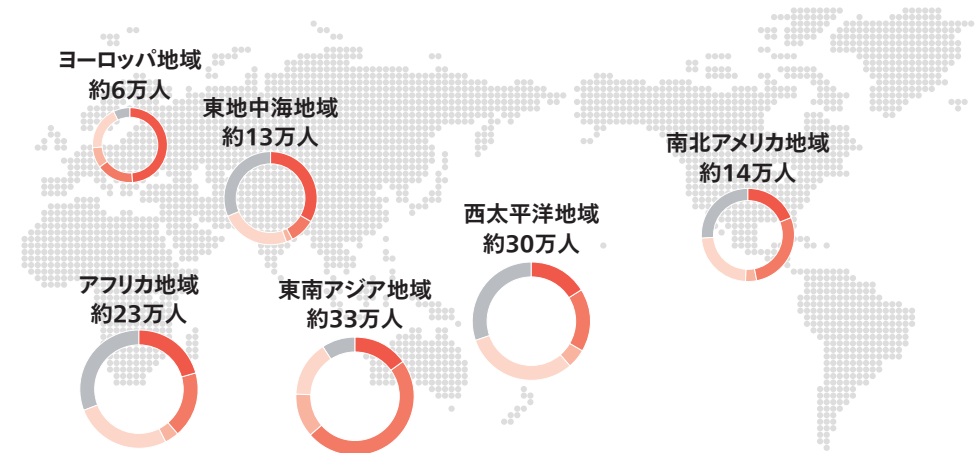 ヨーロッパ地域
約6万人
東地中海地域
約13万人
南北アメリカ地域
約14万人
西太平洋地域
約30万人
アフリカ地域
約23万人
東南アジア地域
約33万人